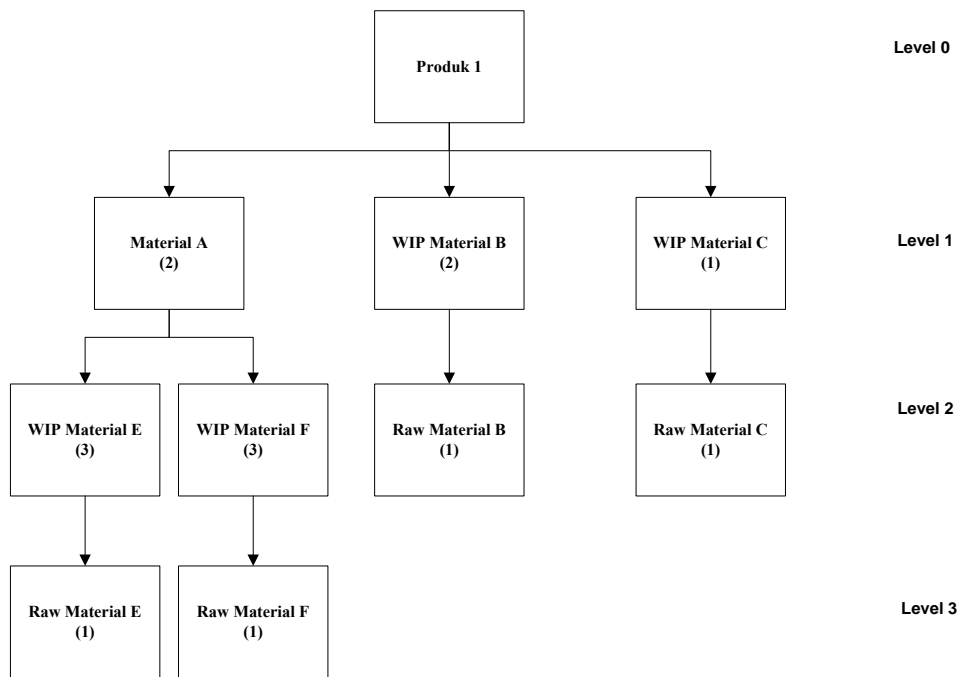 Produk 1
Level 0
Material A
(2)
WIP Material B
(2)
WIP Material C
(1)
Level 1
WIP Material E
(3)
WIP Material F
(3)
Raw Material B
(1)
Raw Material C
(1)
Level 2
Raw Material E
(1)
Raw Material F
(1)
Level 3